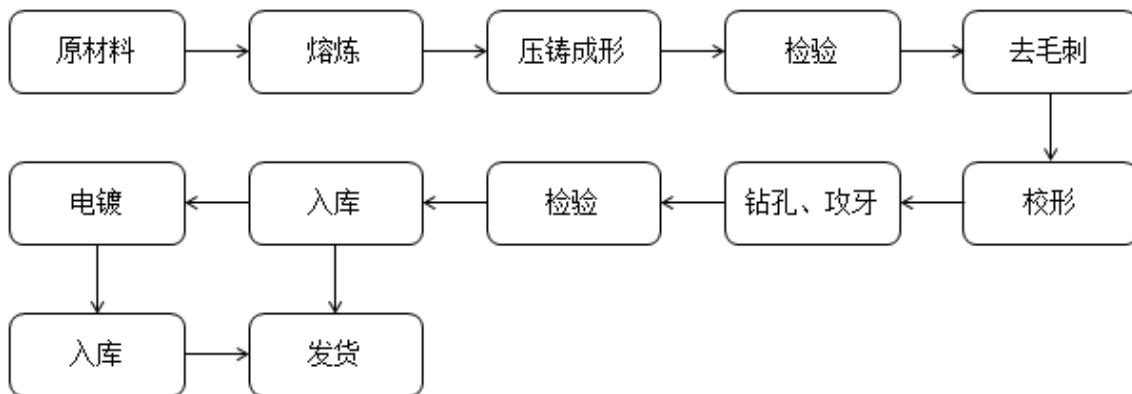 原材料
熔炼
压铸成形
检验
去毛刺
电镀
入库
检验
钻孔、攻牙
校形
入库
发货